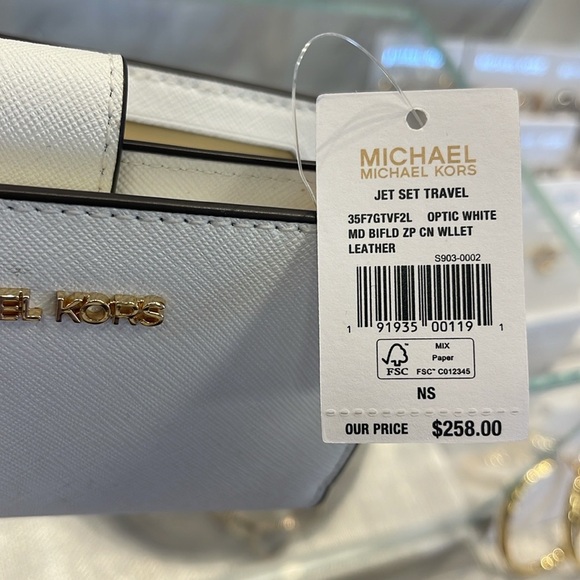 MICHAEL
MICHAEL KORS
JET SET TRAVEL
35F7GTVF2L OPTIC WHITE
MD BIFLD ZP CN WLLET
LEATHER
S903-0002
1 91935 00119 1
FSC
MIX
Paper
FSC™ C012345
NS
OUR PRICE $258.00
EL KORS